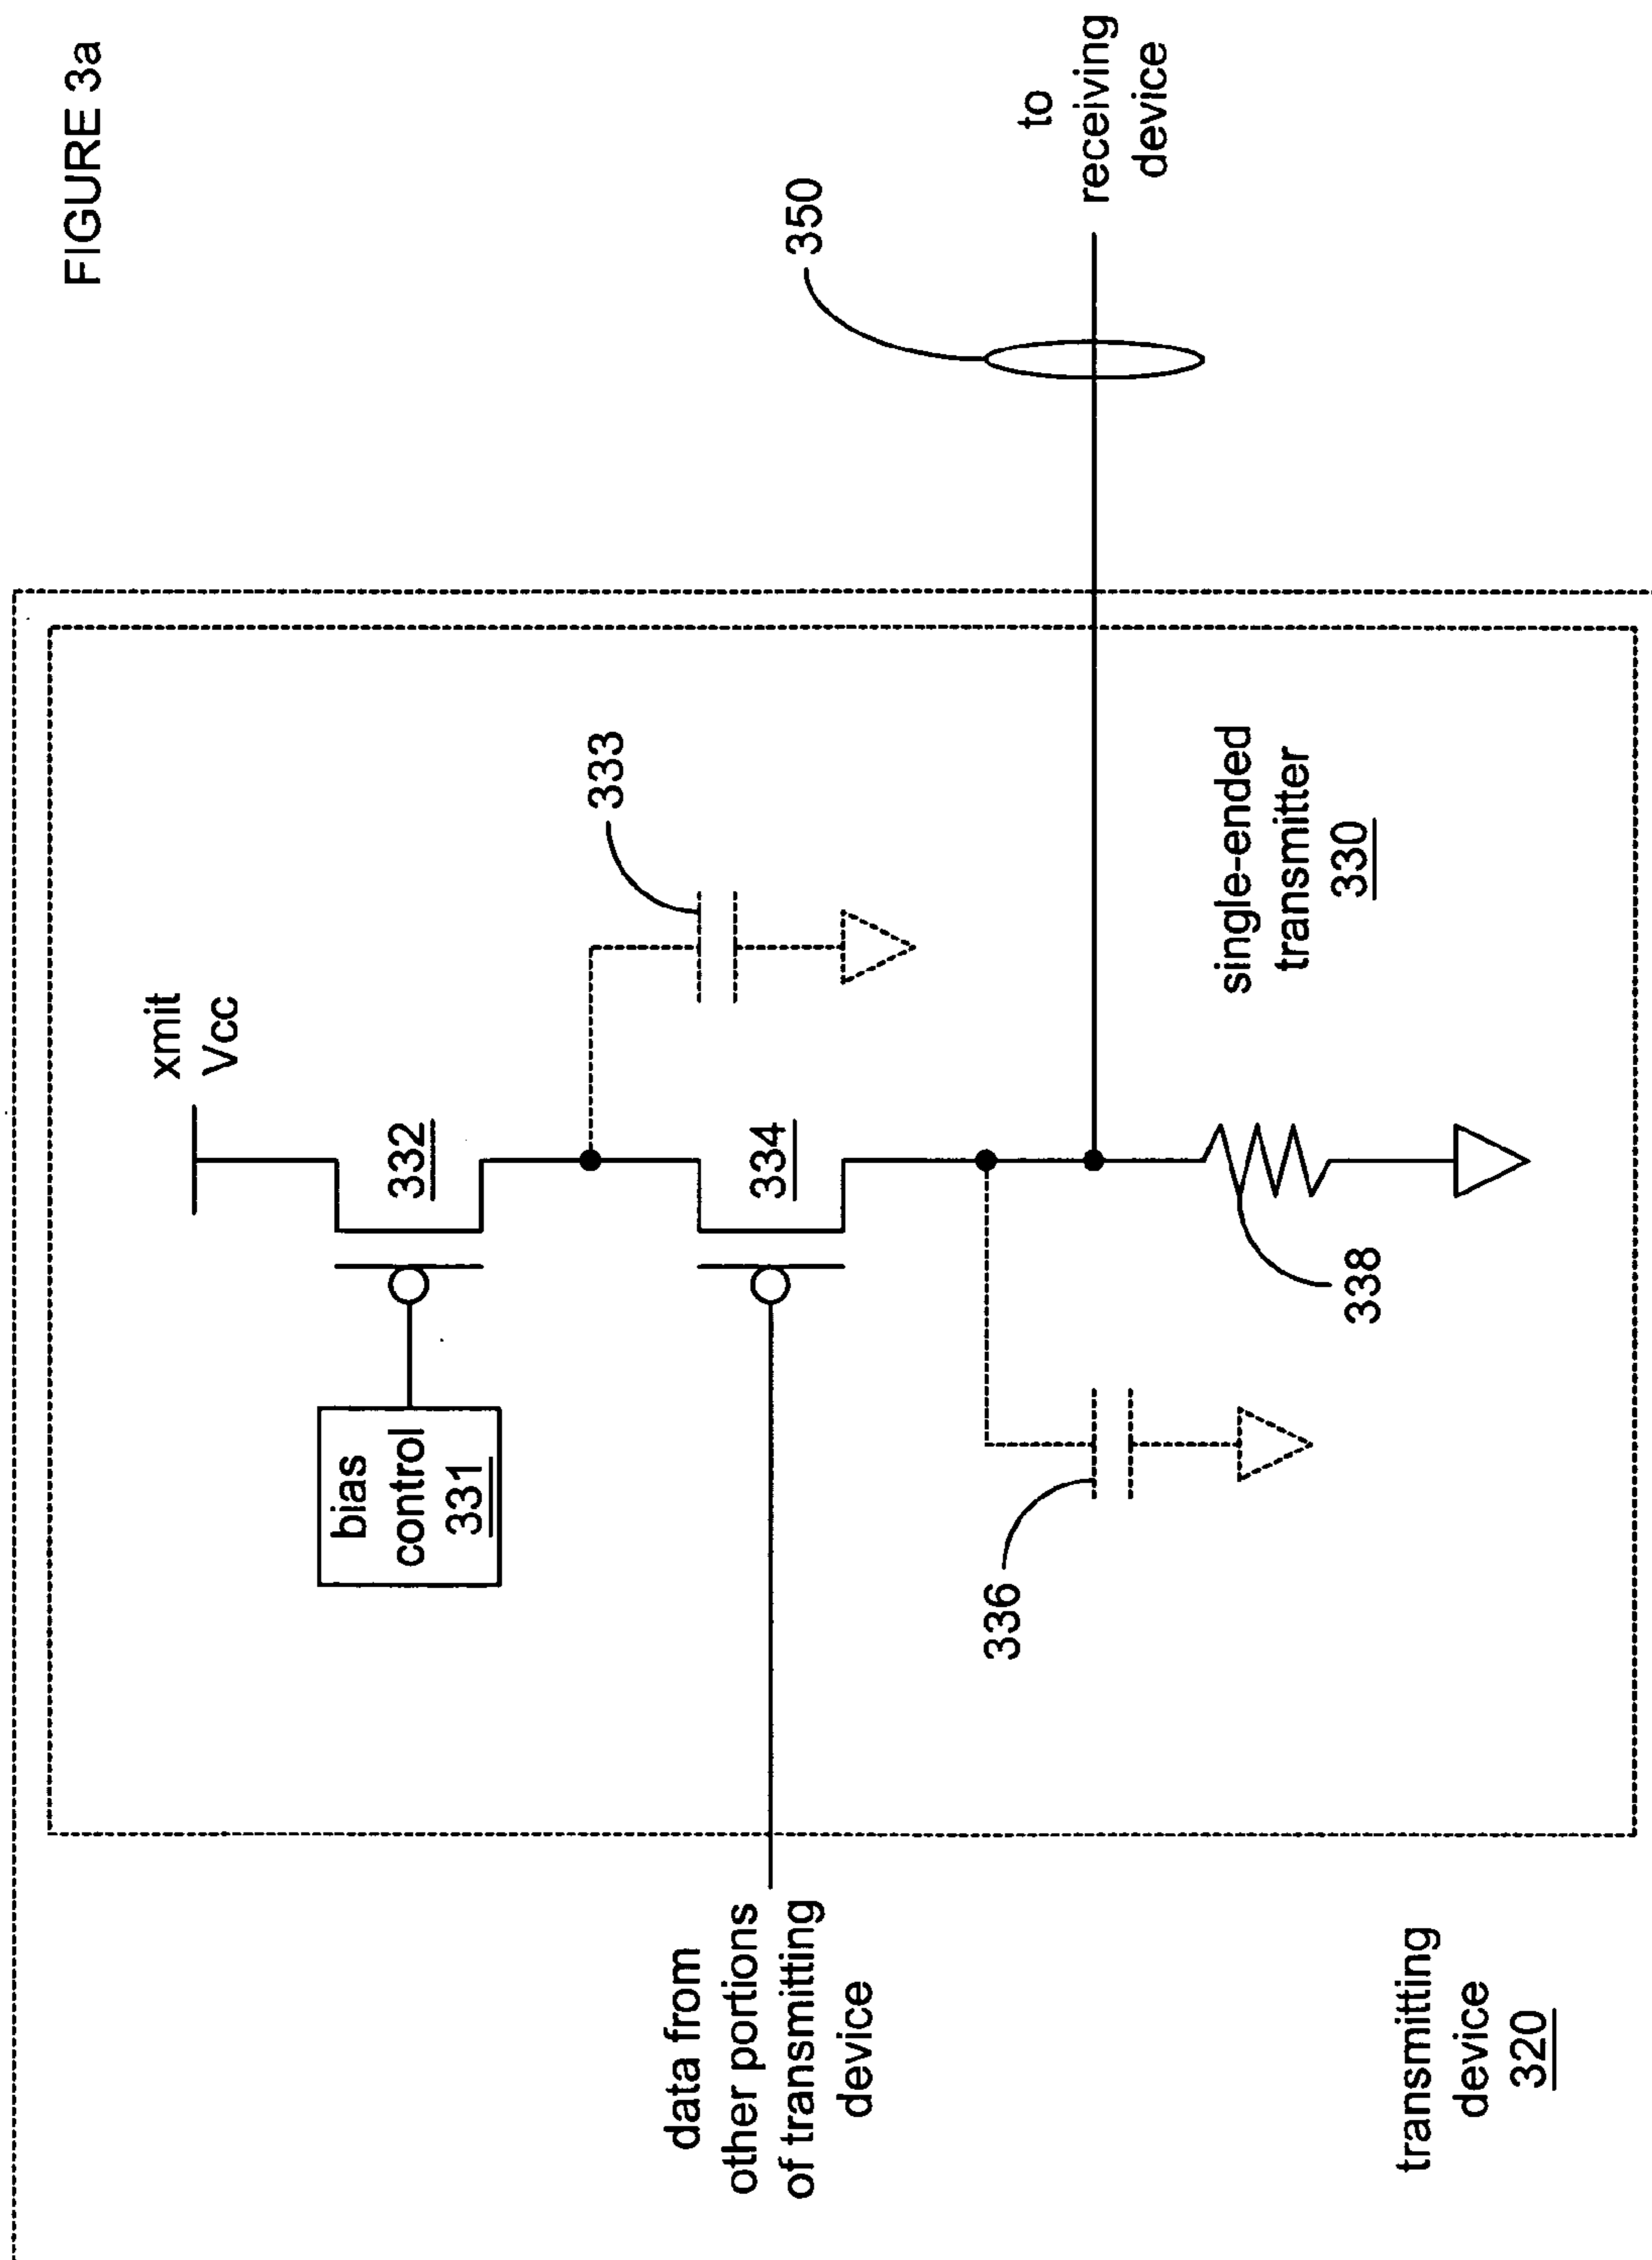 FIGURE 3a
xmit
Vcc
bias
control
331
332
333
334
data from
other portions
of transmitting
device
336
338
350
to
receiving
device
single-ended
transmitter
330
transmitting
device
320